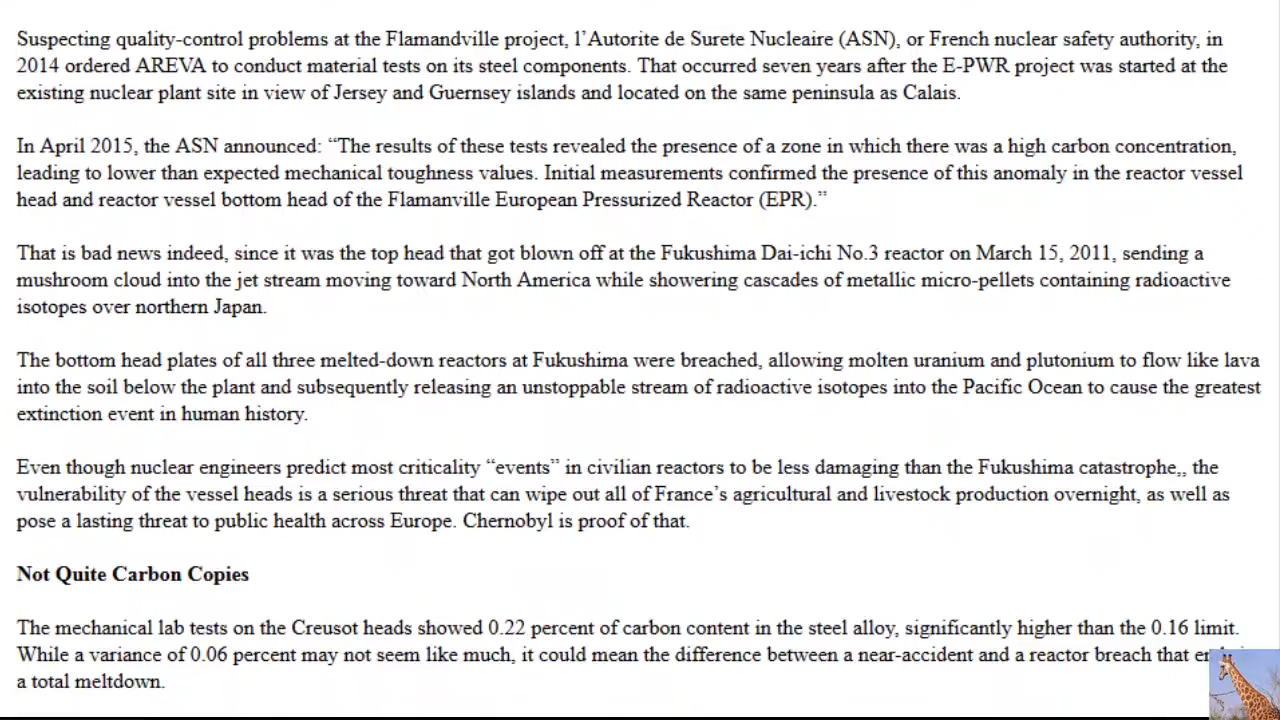 Suspecting quality-control problems at the Flamandville project, l’Autorite de Surete Nucleaire (ASN), or French nuclear safety authority, in
2014 ordered AREVA to conduct material tests on its steel components. That occurred seven years after the E-PWR project was started at the
existing nuclear plant site in view of Jersey and Guernsey islands and located on the same peninsula as Calais.
In April 2015, the ASN announced: “The results of these tests revealed the presence of a zone in which there was a high carbon concentration,
leading to lower than expected mechanical toughness values. Initial measurements confirmed the presence of this anomaly in the reactor vessel
head and reactor vessel bottom head of the Flamanville European Pressurized Reactor (EPR).”
That is bad news indeed, since it was the top head that got blown off at the Fukushima Dai-ichi No.3 reactor on March 15, 2011, sending a
mushroom cloud into the jet stream moving toward North America while showering cascades of metallic micro-pellets containing radioactive
isotopes over northern Japan.
The bottom head plates of all three melted-down reactors at Fukushima were breached, allowing molten uranium and plutonium to flow like lava
into the soil below the plant and subsequently releasing an unstoppable stream of radioactive isotopes into the Pacific Ocean to cause the greatest
extinction event in human history.
Even though nuclear engineers predict most criticality “events” in civilian reactors to be less damaging than the Fukushima catastrophe,, the
vulnerability of the vessel heads is a serious threat that can wipe out all of France’s agricultural and livestock production overnight, as well as
pose a lasting threat to public health across Europe. Chernobyl is proof of that.
Not Quite Carbon Copies
The mechanical lab tests on the Creusot heads showed 0.22 percent of carbon content in the steel alloy, significantly higher than the 0.16 limit.
While a variance of 0.06 percent may not seem like much, it could mean the difference between a near-accident and a reactor breach that
a total meltdown.